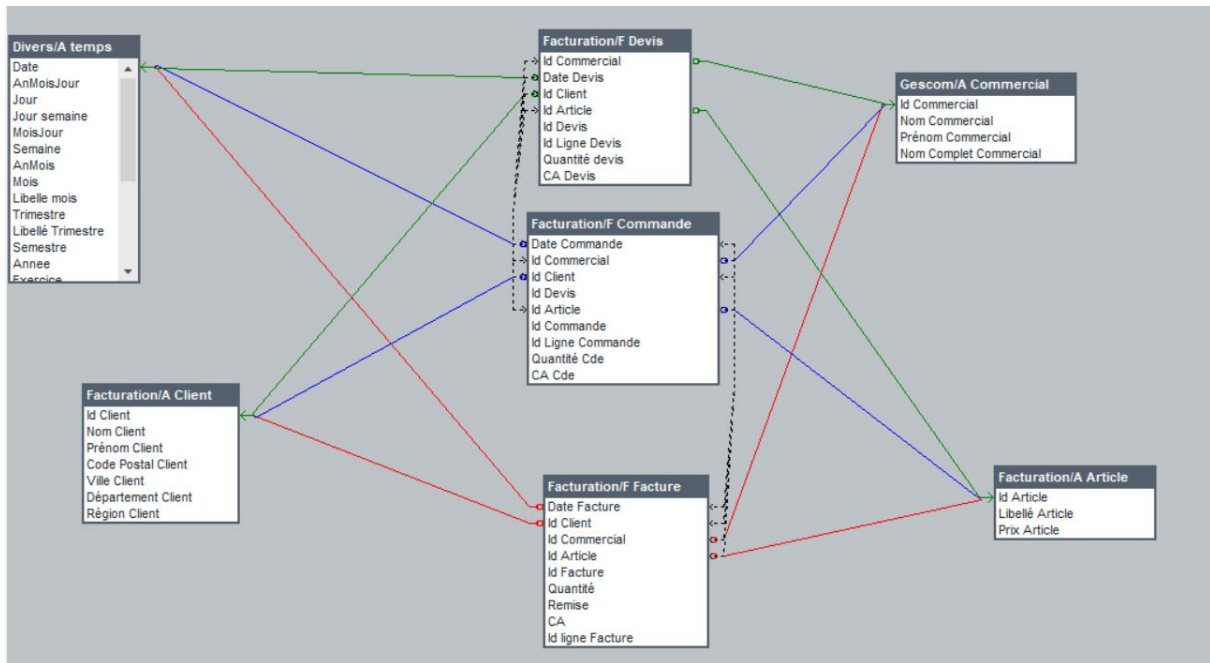 Divers/A temps
Date
AnMoisJour
Jour
Jour semaine
MoisJour
Semaine
AnMois
Mois
Libelle mois
Trimestre
Libellé Trimestre
Semestre
Annee
Exercice
Facturation/F Devis
Id Commercial
Date Devis
Id Client
Id Article
Id Devis
Id Ligne Devis
Quantité devis
CA Devis
Gescom/A Commercial
Id Commercial
Nom Commercial
Prénom Commercial
Nom Complet Commercial
Facturation/F Commande
Date Commande
Id Commercial
Id Client
Id Devis
Id Article
Id Commande
Id Ligne Commande
Quantité Cde
CA Cde
Facturation/A Client
Id Client
Nom Client
Prénom Client
Code Postal Client
Ville Client
Département Client
Région Client
Facturation/F Facture
Date Facture
Id Client
Id Commercial
Id Article
Id Facture
Quantité
Remise
CA
Id ligne Facture
Facturation/A Article
Id Article
Libellé Article
Prix Article